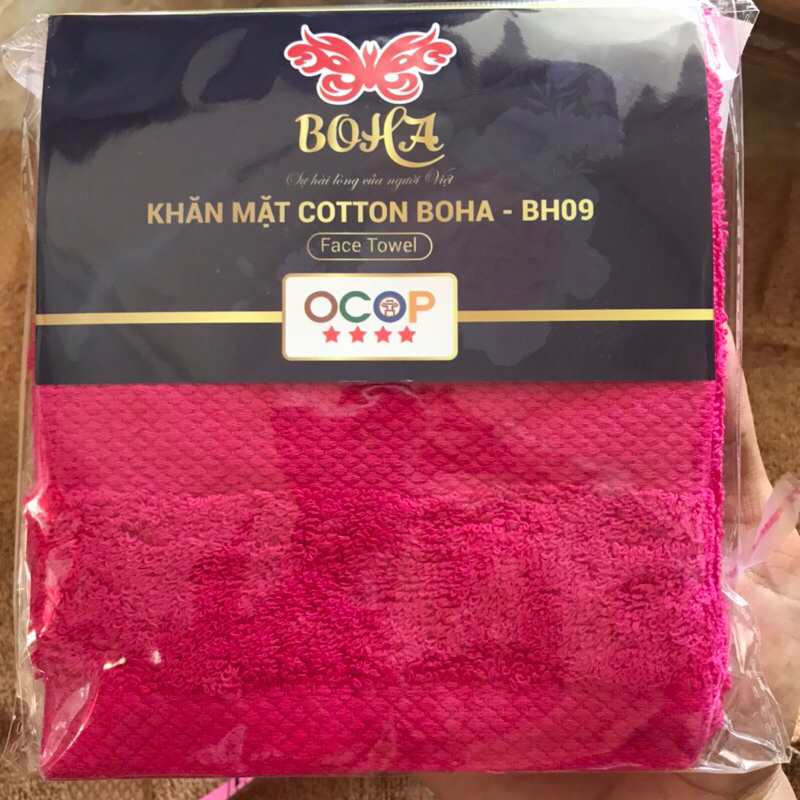 BOHA
Sự hài lòng của người Việt
KHĂN MẶT COTTON BOHA - BH09
Face Towel
OCOP